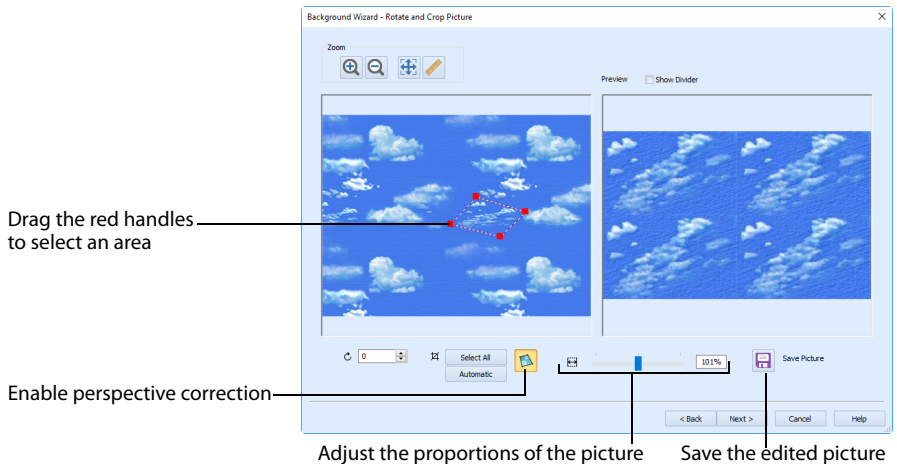 Background Wizard - Rotate and Crop Picture
Zoom
Preview
Show Divider
Drag the red handles
to select an area
0
Select All
Automatic
101%
Save Picture
Enable perspective correction
< Back
Next >
Cancel
Help
Adjust the proportions of the picture
Save the edited picture